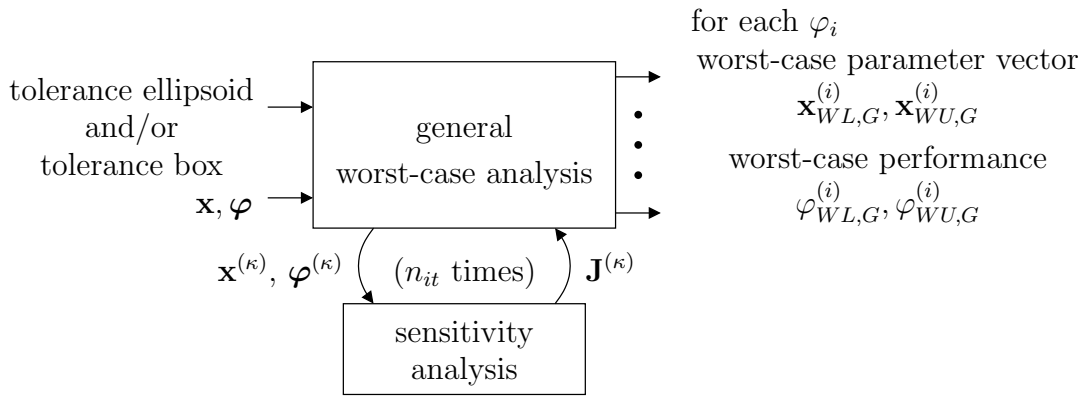 tolerance ellipsoid
and/or
tolerance box
x, φ
general
worst-case analysis
for each φ_i
worst-case parameter vector
x_{WL,G}^{(i)}, x_{WU,G}^{(i)}
worst-case performance
φ_{WL,G}^{(i)}, φ_{WU,G}^{(i)}
x^{(κ)}, φ^{(κ)}
(n_{it} times)
J^{(κ)}
sensitivity
analysis